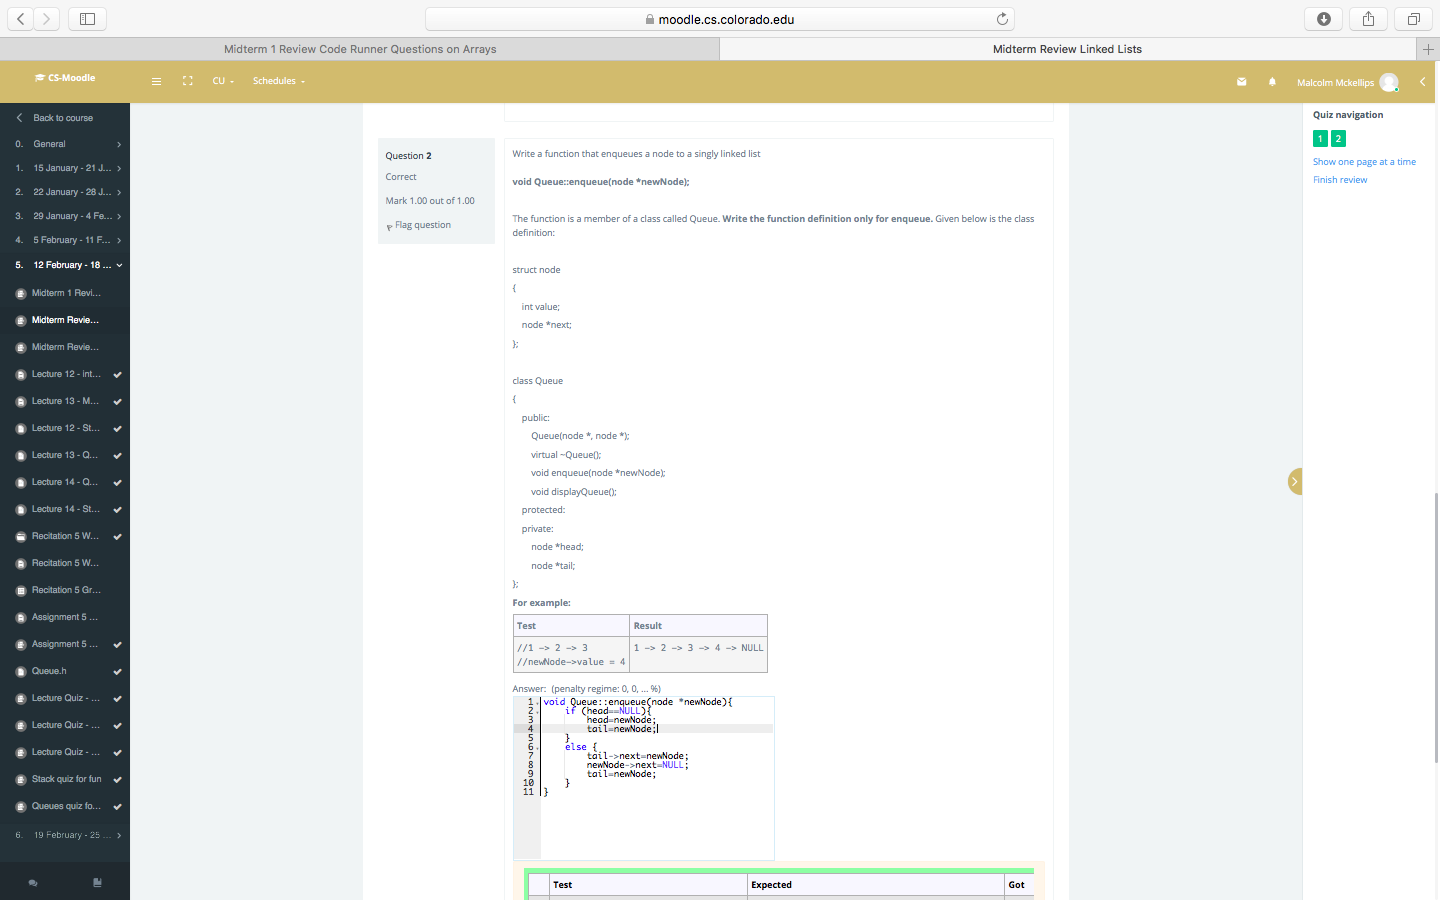 moodle.cs.colorado.edu
Midterm 1 Review Code Runner Questions on Arrays
Midterm Review Linked Lists
CS-Moodle
CU
Schedules
Malcolm Mckellips
Back to course
0. General
1. 15 January - 21 J...
2. 22 January - 28 J...
3. 29 January - 4 Fe...
4. 5 February - 11 F...
5. 12 February - 18 ...
Midterm 1 Revi...
Midterm Revie...
Midterm Revie...
Lecture 12 - int...
Lecture 13 - M...
Lecture 12 - St...
Lecture 13 - Q...
Lecture 14 - Q...
Lecture 14 - St...
Recitation 5 W...
Recitation 5 W...
Recitation 5 Gr...
Assignment 5 ...
Assignment 5 ...
Queue.h
Lecture Quiz - ...
Lecture Quiz - ...
Lecture Quiz - ...
Stack quiz for fun
Queues quiz fo...
6. 19 February - 25 ...
Question 2
Correct
Mark 1.00 out of 1.00
Flag question
Write a function that enqueues a node to a singly linked list
void Queue::enqueue(node *newNode);
The function is a member of a class called Queue. Write the function definition only for enqueue. Given below is the class
definition:
struct node
{
int value;
node *next;
};
class Queue
{
public:
Queue(node *, node *);
virtual ~Queue();
void enqueue(node *newNode);
void displayQueue();
protected:
private:
node *head;
node *tail;
};
For example:
Test Result
//1 -> 2 -> 3 1 -> 2 -> 3 -> 4 -> NULL
//newNode->value = 4
Answer: (penalty regime: 0, 0, ... %)
1 void Queue::enqueue(node *newNode){
2 if (head==NULL){
3 head=newNode;
4 tail=newNode;
5 }
6 else {
7 tail->next=newNode;
8 newNode->next=NULL;
9 tail=newNode;
10 }
11 }
Test Expected Got
Quiz navigation
1 2
Show one page at a time
Finish review